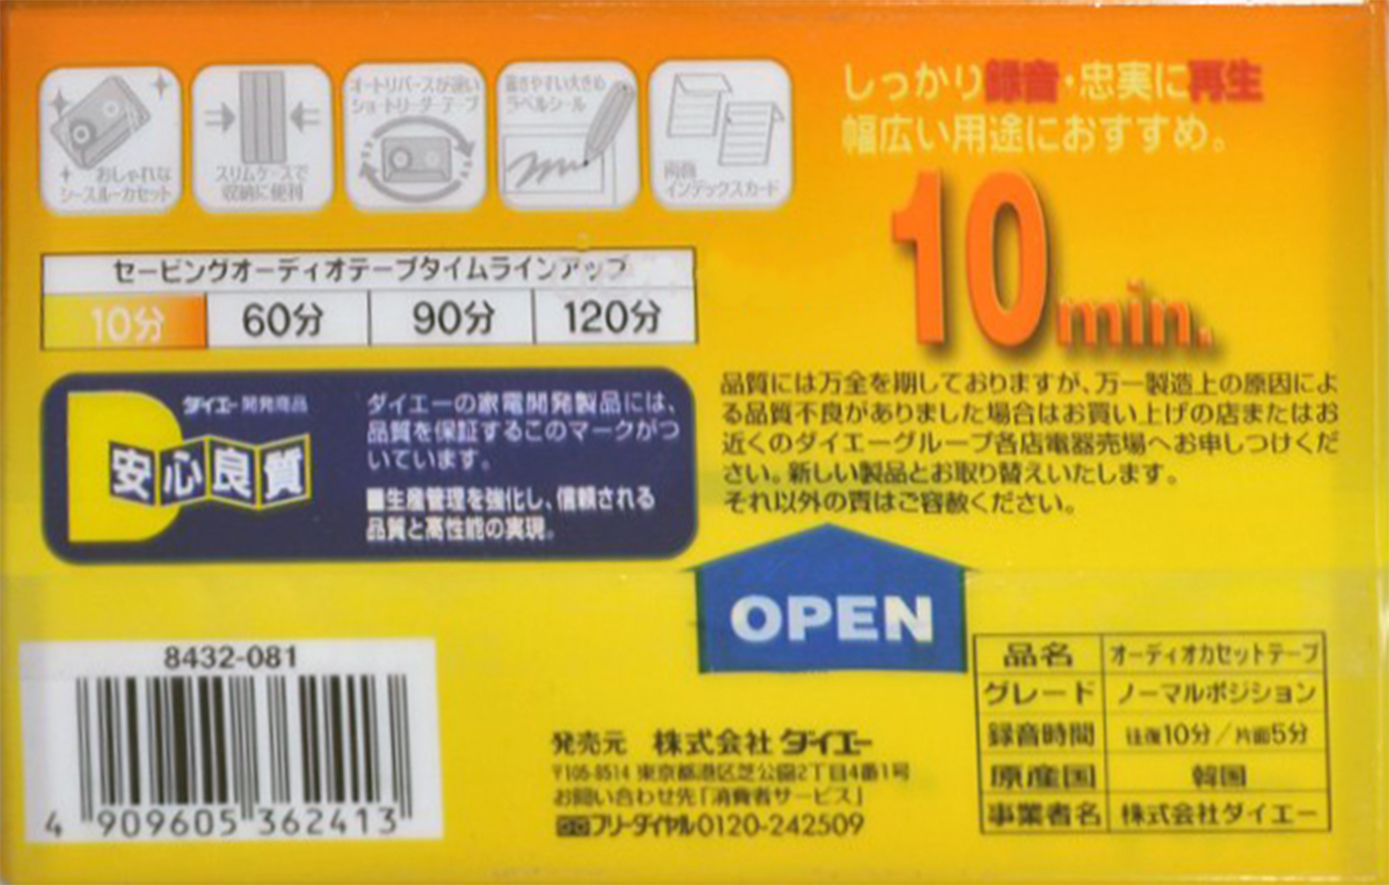 おしゃれな
シースルーカセット
スリムケースで
収納に便利
オートリバースが速い
ショートリーダーテープ
書きやすい大きめ
ラベルシール
両面
インデックスカード
しっかり録音・忠実に再生
幅広い用途におすすめ。
10min.
セービングオーディオテープタイムラインアップ
10分 60分 90分 120分
ダイエー開発商品
安心良質
ダイエーの家電開発製品には、
品質を保証するこのマークがつ
いています。
■生産管理を強化し、信頼される
品質と高性能の実現。
品質には万全を期しておりますが、万一製造上の原因によ
る品質不良がありました場合はお買い上げの店またはお
近くのダイエーグループ各店電器売場へお申しつけくだ
さい。新しい製品とお取り替えいたします。
それ以外の責はご容赦ください。
OPEN
8432-081
4 909605 362413
発売元 株式会社 ダイエー
〒105-8514 東京都港区芝公園2丁目4番1号
お問い合わせ先「消費者サービス」
フリーダイヤル0120-242509
品名 オーディオカセットテープ
グレード ノーマルポジション
録音時間 往復10分/片面5分
原産国 韓国
事業者名 株式会社ダイエー